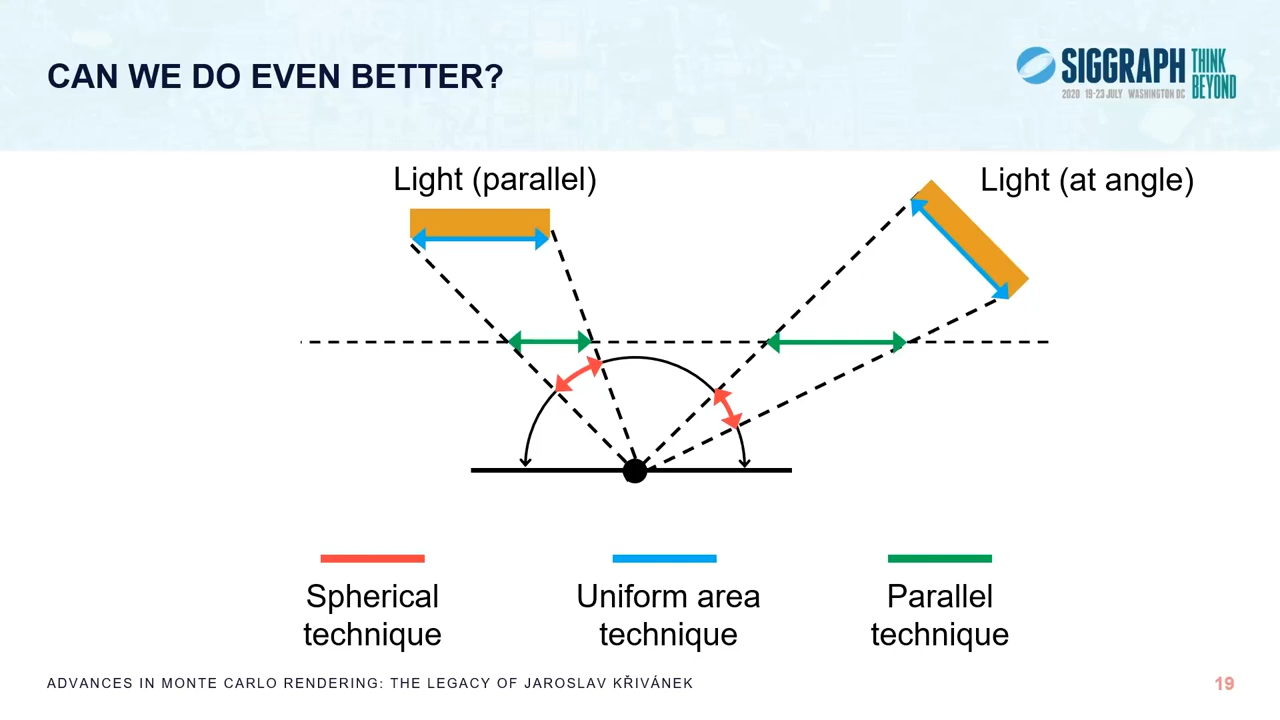 CAN WE DO EVEN BETTER?
SIGGRAPH
THINK
BEYOND
2020 19-23 JULY WASHINGTON DC
Light (parallel)
Light (at angle)
Spherical
technique
Uniform area
technique
Parallel
technique
ADVANCES IN MONTE CARLO RENDERING: THE LEGACY OF JAROSLAV KŘIVÁNEK
19